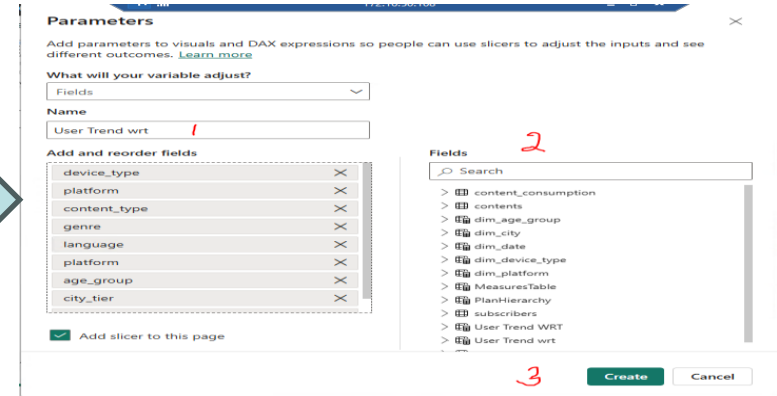 Parameters
Add parameters to visuals and DAX expressions so people can use slicers to adjust the inputs and see
different outcomes. Learn more
What will your variable adjust?
Fields
Name
User Trend wrt 1
2
Add and reorder fields
Fields
device_type
Search
platform
content_consumption
content_type
contents
genre
dim_age_group
language
dim_city
platform
dim_date
age_group
dim_device_type
city_tier
dim_platform
MeasuresTable
PlanHierarchy
subscribers
User Trend WRT
Add slicer to this page
User Trend wrt
3
Create Cancel